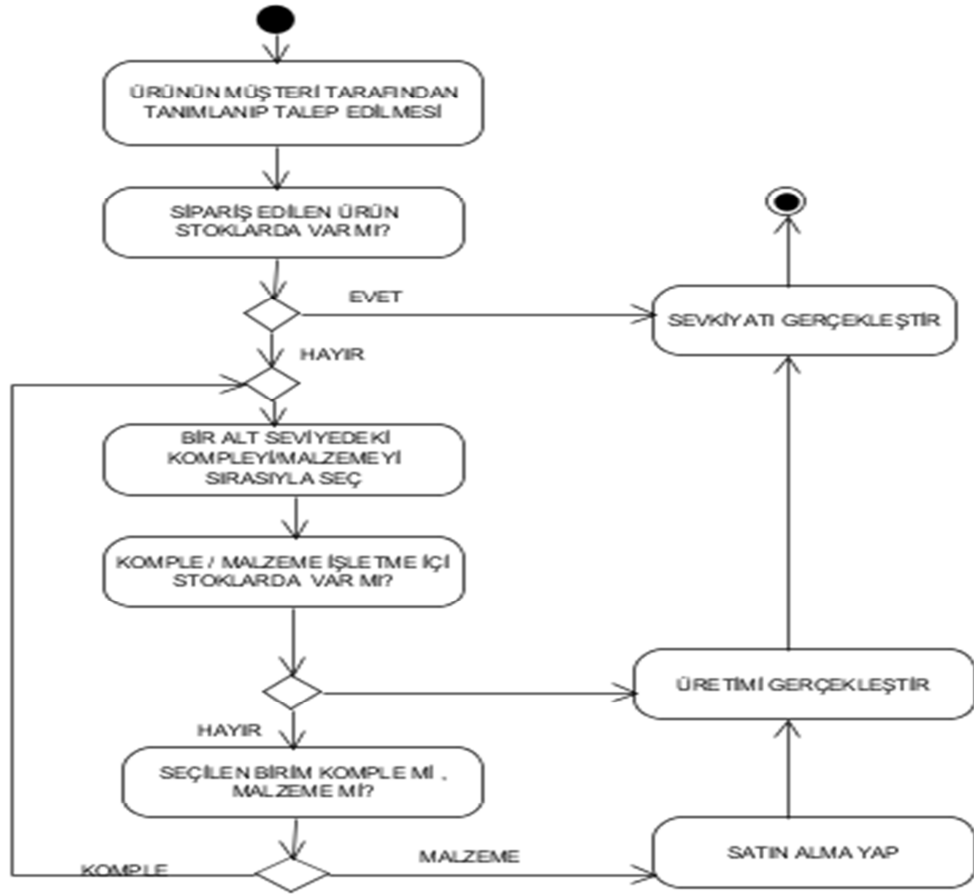 ÜRÜNÜN MÜŞTERİ TARAFINDAN
TANIMLANIP TALEP EDİLMESİ
SİPARİŞ EDİLEN ÜRÜN
STOKLARDA VAR MI?
EVET
SEVKİYATI GERÇEKLEŞTİR
HAYIR
BİR ALT SEVİYEDEKİ
KOMPLEYİ/MALZEMEYİ
SIRASIYLA SEÇ
KOMPLE / MALZEME İŞLETME İÇİ
STOKLARDA VAR MI?
ÜRETİMİ GERÇEKLEŞTİR
HAYIR
SEÇİLEN BİRİM KOMPLE Mİ ,
MALZEME Mİ?
KOMPLE
MALZEME
SATIN ALMA YAP